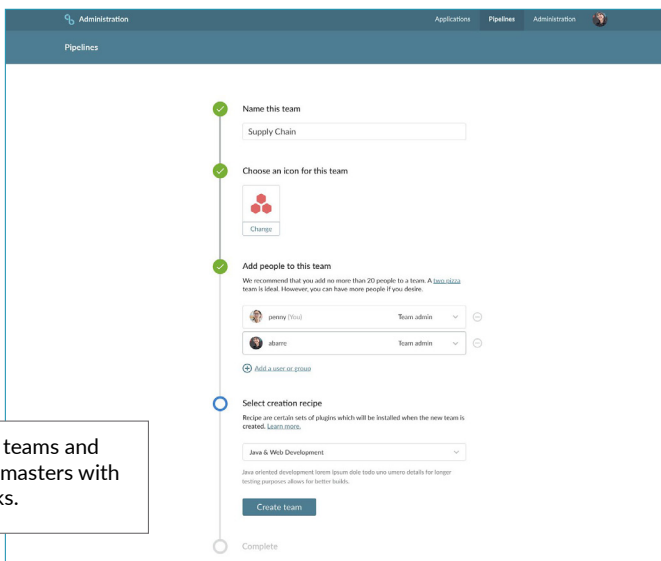 Administration
Applications
Pipelines
Administration
Pipelines
Name this team
Supply Chain
Choose an icon for this team
Change
Add people to this team
We recommend that you add no more than 20 people to a team. A two pizza
team is ideal. However, you can have more people if you desire.
penny (You)
Team admin
abarre
Team admin
Add a user or group
Select creation recipe
Recipe are certain sets of plugins which will be installed when the new team is
created. Learn more.
Java & Web Development
Java oriented development lorem ipsum dole todo uno umero details for longer
testing purposes allows for better builds.
Create team
Complete
teams and
masters with
ks.